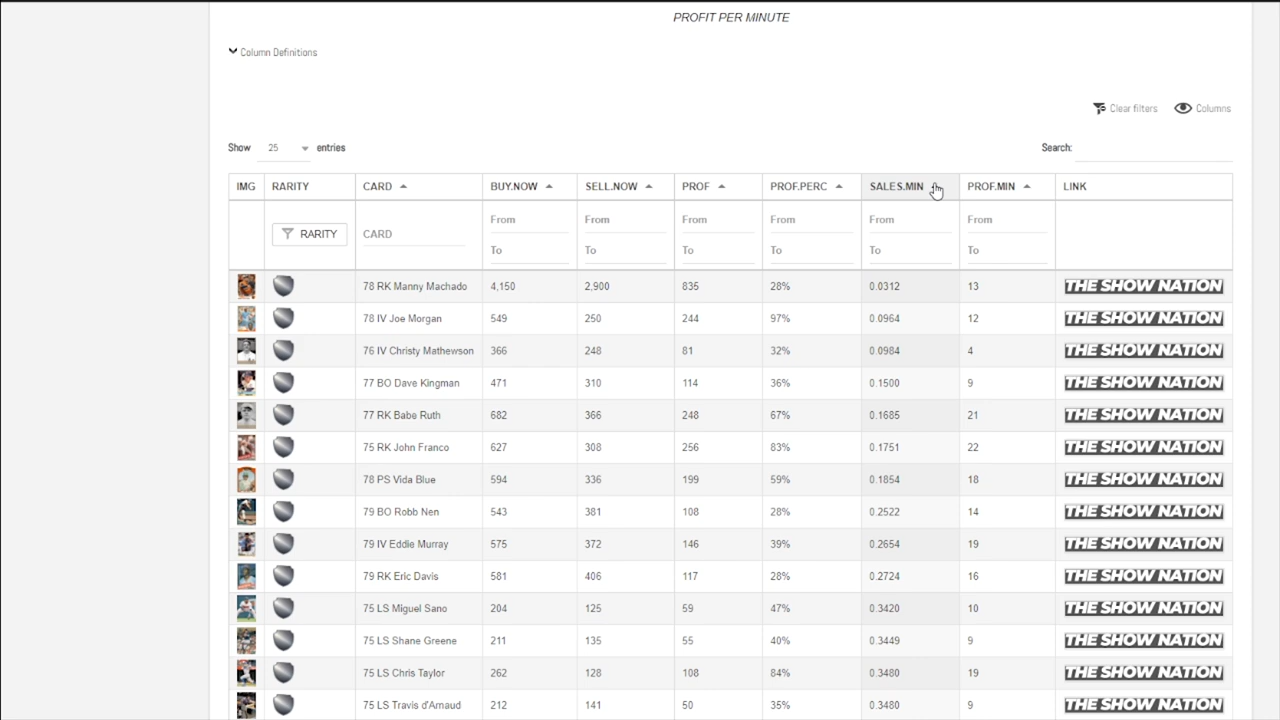 PROFIT PER MINUTE
Column Definitions
Clear filters Columns
Show 25 entries Search:
IMG RARITY CARD BUY.NOW SELL.NOW PROF PROF.PERC SALES.MIN PROF.MIN LINK
From From From From From From
RARITY CARD
To To To To To To
78 RK Manny Machado 4,150 2,900 835 28% 0.0312 13 THE SHOW NATION
78 IV Joe Morgan 549 250 244 97% 0.0964 12 THE SHOW NATION
76 IV Christy Mathewson 366 248 81 32% 0.0984 4 THE SHOW NATION
77 BO Dave Kingman 471 310 114 36% 0.1500 9 THE SHOW NATION
77 RK Babe Ruth 682 366 248 67% 0.1685 21 THE SHOW NATION
75 RK John Franco 627 308 256 83% 0.1751 22 THE SHOW NATION
78 PS Vida Blue 594 336 199 59% 0.1854 18 THE SHOW NATION
79 BO Robb Nen 543 381 108 28% 0.2522 14 THE SHOW NATION
79 IV Eddie Murray 575 372 146 39% 0.2654 19 THE SHOW NATION
79 RK Eric Davis 581 406 117 28% 0.2724 16 THE SHOW NATION
75 LS Miguel Sano 204 125 59 47% 0.3420 10 THE SHOW NATION
75 LS Shane Greene 211 135 55 40% 0.3449 9 THE SHOW NATION
75 LS Chris Taylor 262 128 108 84% 0.3480 19 THE SHOW NATION
75 LS Travis d'Arnaud 212 141 50 35% 0.3480 9 THE SHOW NATION